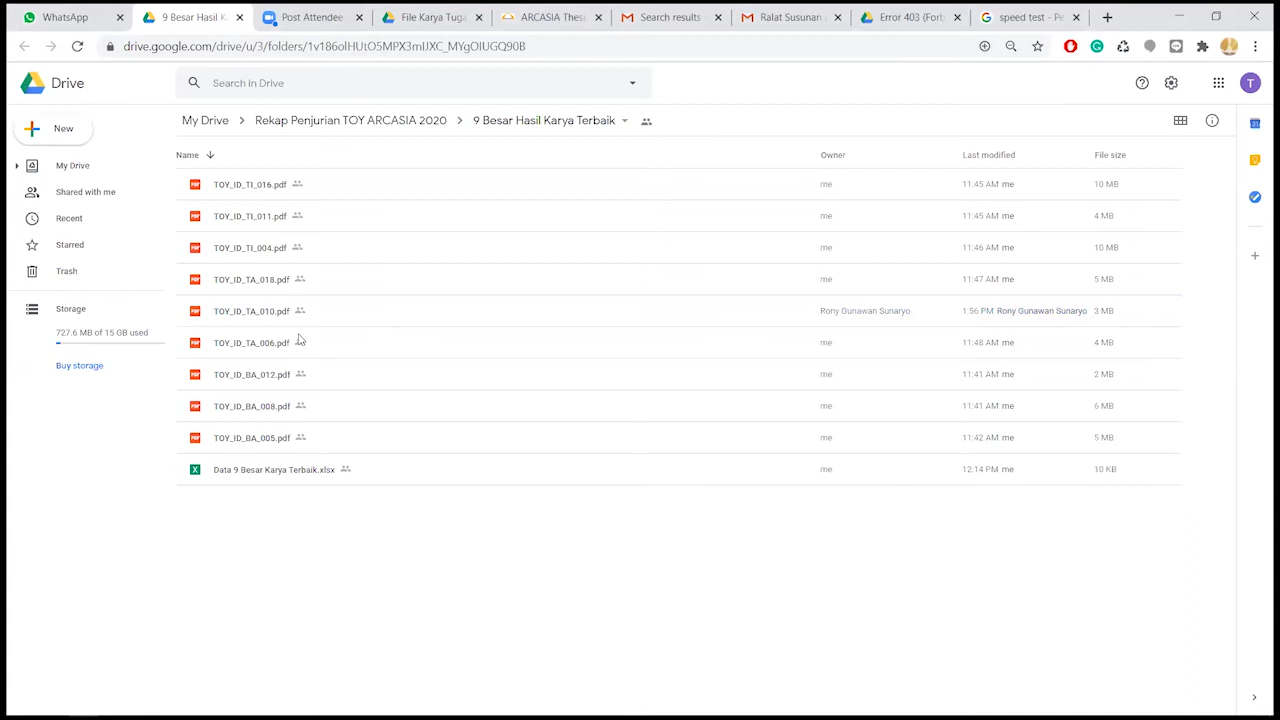 WhatsApp
9 Besar Hasil K
Post Attendee
File Karya Tuga
ARCASIA Thesi
Search results
Ralat Susunan
Error 403 (Forb
speed test - Pe
drive.google.com/drive/u/3/folders/1v186olHUtO5MPX3mIJXC_MYgOIUGQ90B
Drive
Search in Drive
T
New
My Drive
Shared with me
Recent
Starred
Trash
Storage
727.6 MB of 15 GB used
Buy storage
My Drive > Rekap Penjurian TOY ARCASIA 2020 > 9 Besar Hasil Karya Terbaik
Name Owner Last modified File size
TOY_ID_TI_016.pdf me 11:45 AM me 10 MB
TOY_ID_TI_011.pdf me 11:45 AM me 4 MB
TOY_ID_TI_004.pdf me 11:46 AM me 10 MB
TOY_ID_TA_018.pdf me 11:47 AM me 5 MB
TOY_ID_TA_010.pdf Rony Gunawan Sunaryo 1:56 PM Rony Gunawan Sunaryo 3 MB
TOY_ID_TA_006.pdf me 11:48 AM me 4 MB
TOY_ID_BA_012.pdf me 11:41 AM me 2 MB
TOY_ID_BA_008.pdf me 11:41 AM me 6 MB
TOY_ID_BA_005.pdf me 11:42 AM me 5 MB
Data 9 Besar Karya Terbaik.xlsx me 12:14 PM me 10 KB